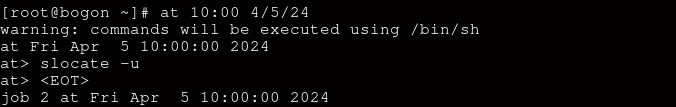 [root@bogon ~]# at 10:00 4/5/24
warning: commands will be executed using /bin/sh
at Fri Apr  5 10:00:00 2024
at> slocate -u
at> <EOT>
job 2 at Fri Apr  5 10:00:00 2024